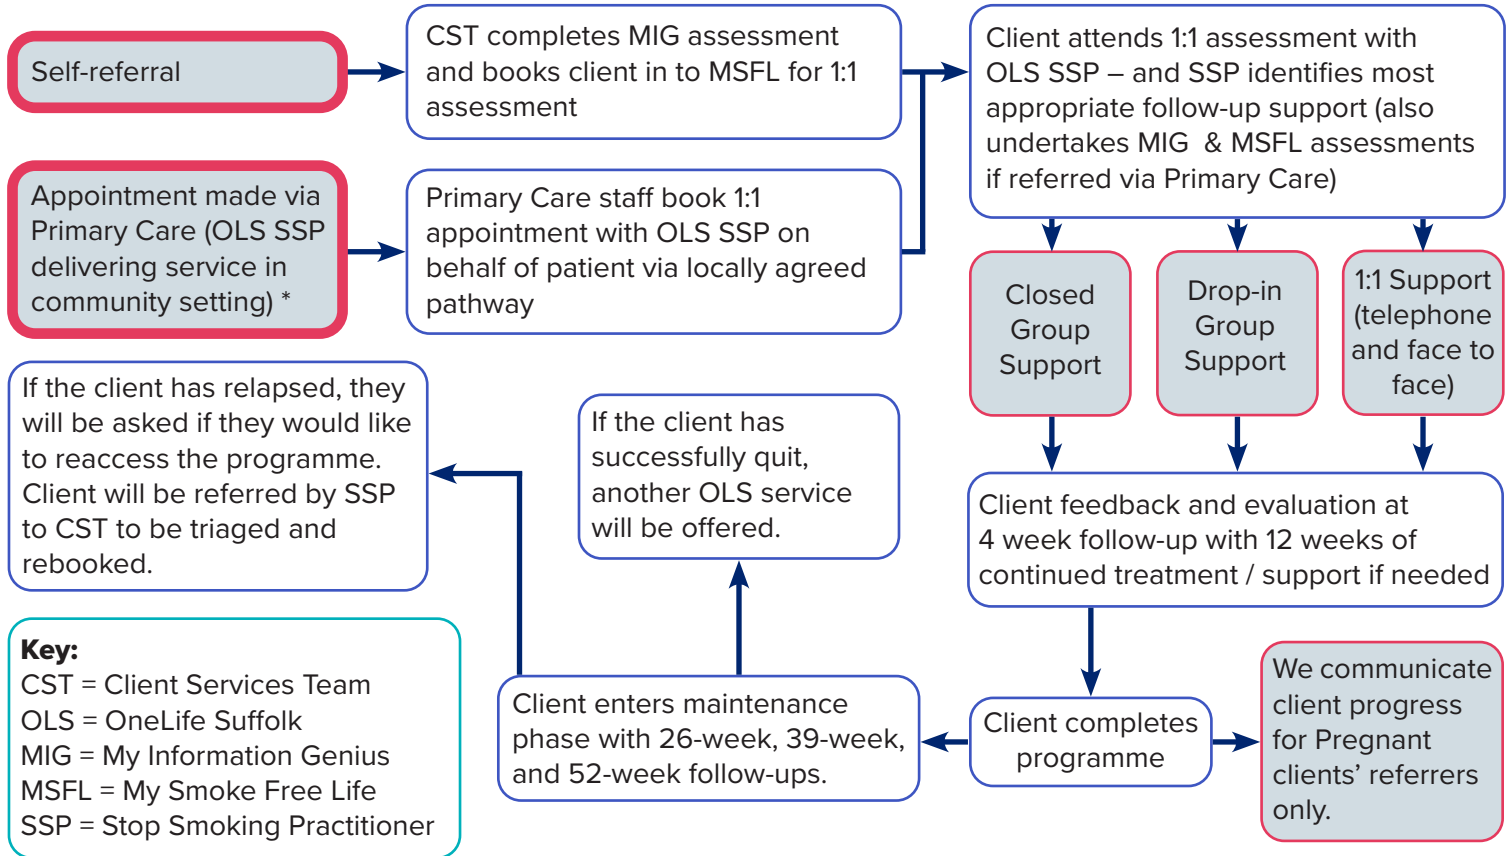 Self-referral
CST completes MIG assessment
and books client in to MSFL for 1:1
assessment
Client attends 1:1 assessment with
OLS SSP – and SSP identifies most
appropriate follow-up support (also
undertakes MIG & MSFL assessments
if referred via Primary Care)
Appointment made via
Primary Care (OLS SSP
delivering service in
community setting) *
Primary Care staff book 1:1
appointment with OLS SSP on
behalf of patient via locally agreed
pathway
Closed
Group
Support
Drop-in
Group
Support
1:1 Support
(telephone
and face to
face)
Client feedback and evaluation at
4 week follow-up with 12 weeks of
continued treatment / support if needed
Client completes
programme
We communicate
client progress
for Pregnant
clients’ referrers
only.
Client enters maintenance
phase with 26-week, 39-week,
and 52-week follow-ups.
If the client has
successfully quit,
another OLS service
will be offered.
If the client has relapsed, they
will be asked if they would like
to reaccess the programme.
Client will be referred by SSP
to CST to be triaged and
rebooked.
Key:
CST = Client Services Team
OLS = OneLife Suffolk
MIG = My Information Genius
MSFL = My Smoke Free Life
SSP = Stop Smoking Practitioner